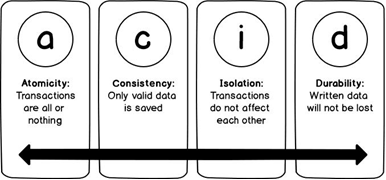 a
c
i
d
Atomicity:
Transactions
are all or
nothing
Consistency:
Only valid data
is saved
Isolation:
Transactions
do not affect
each other
Durability:
Written data
will not be lost